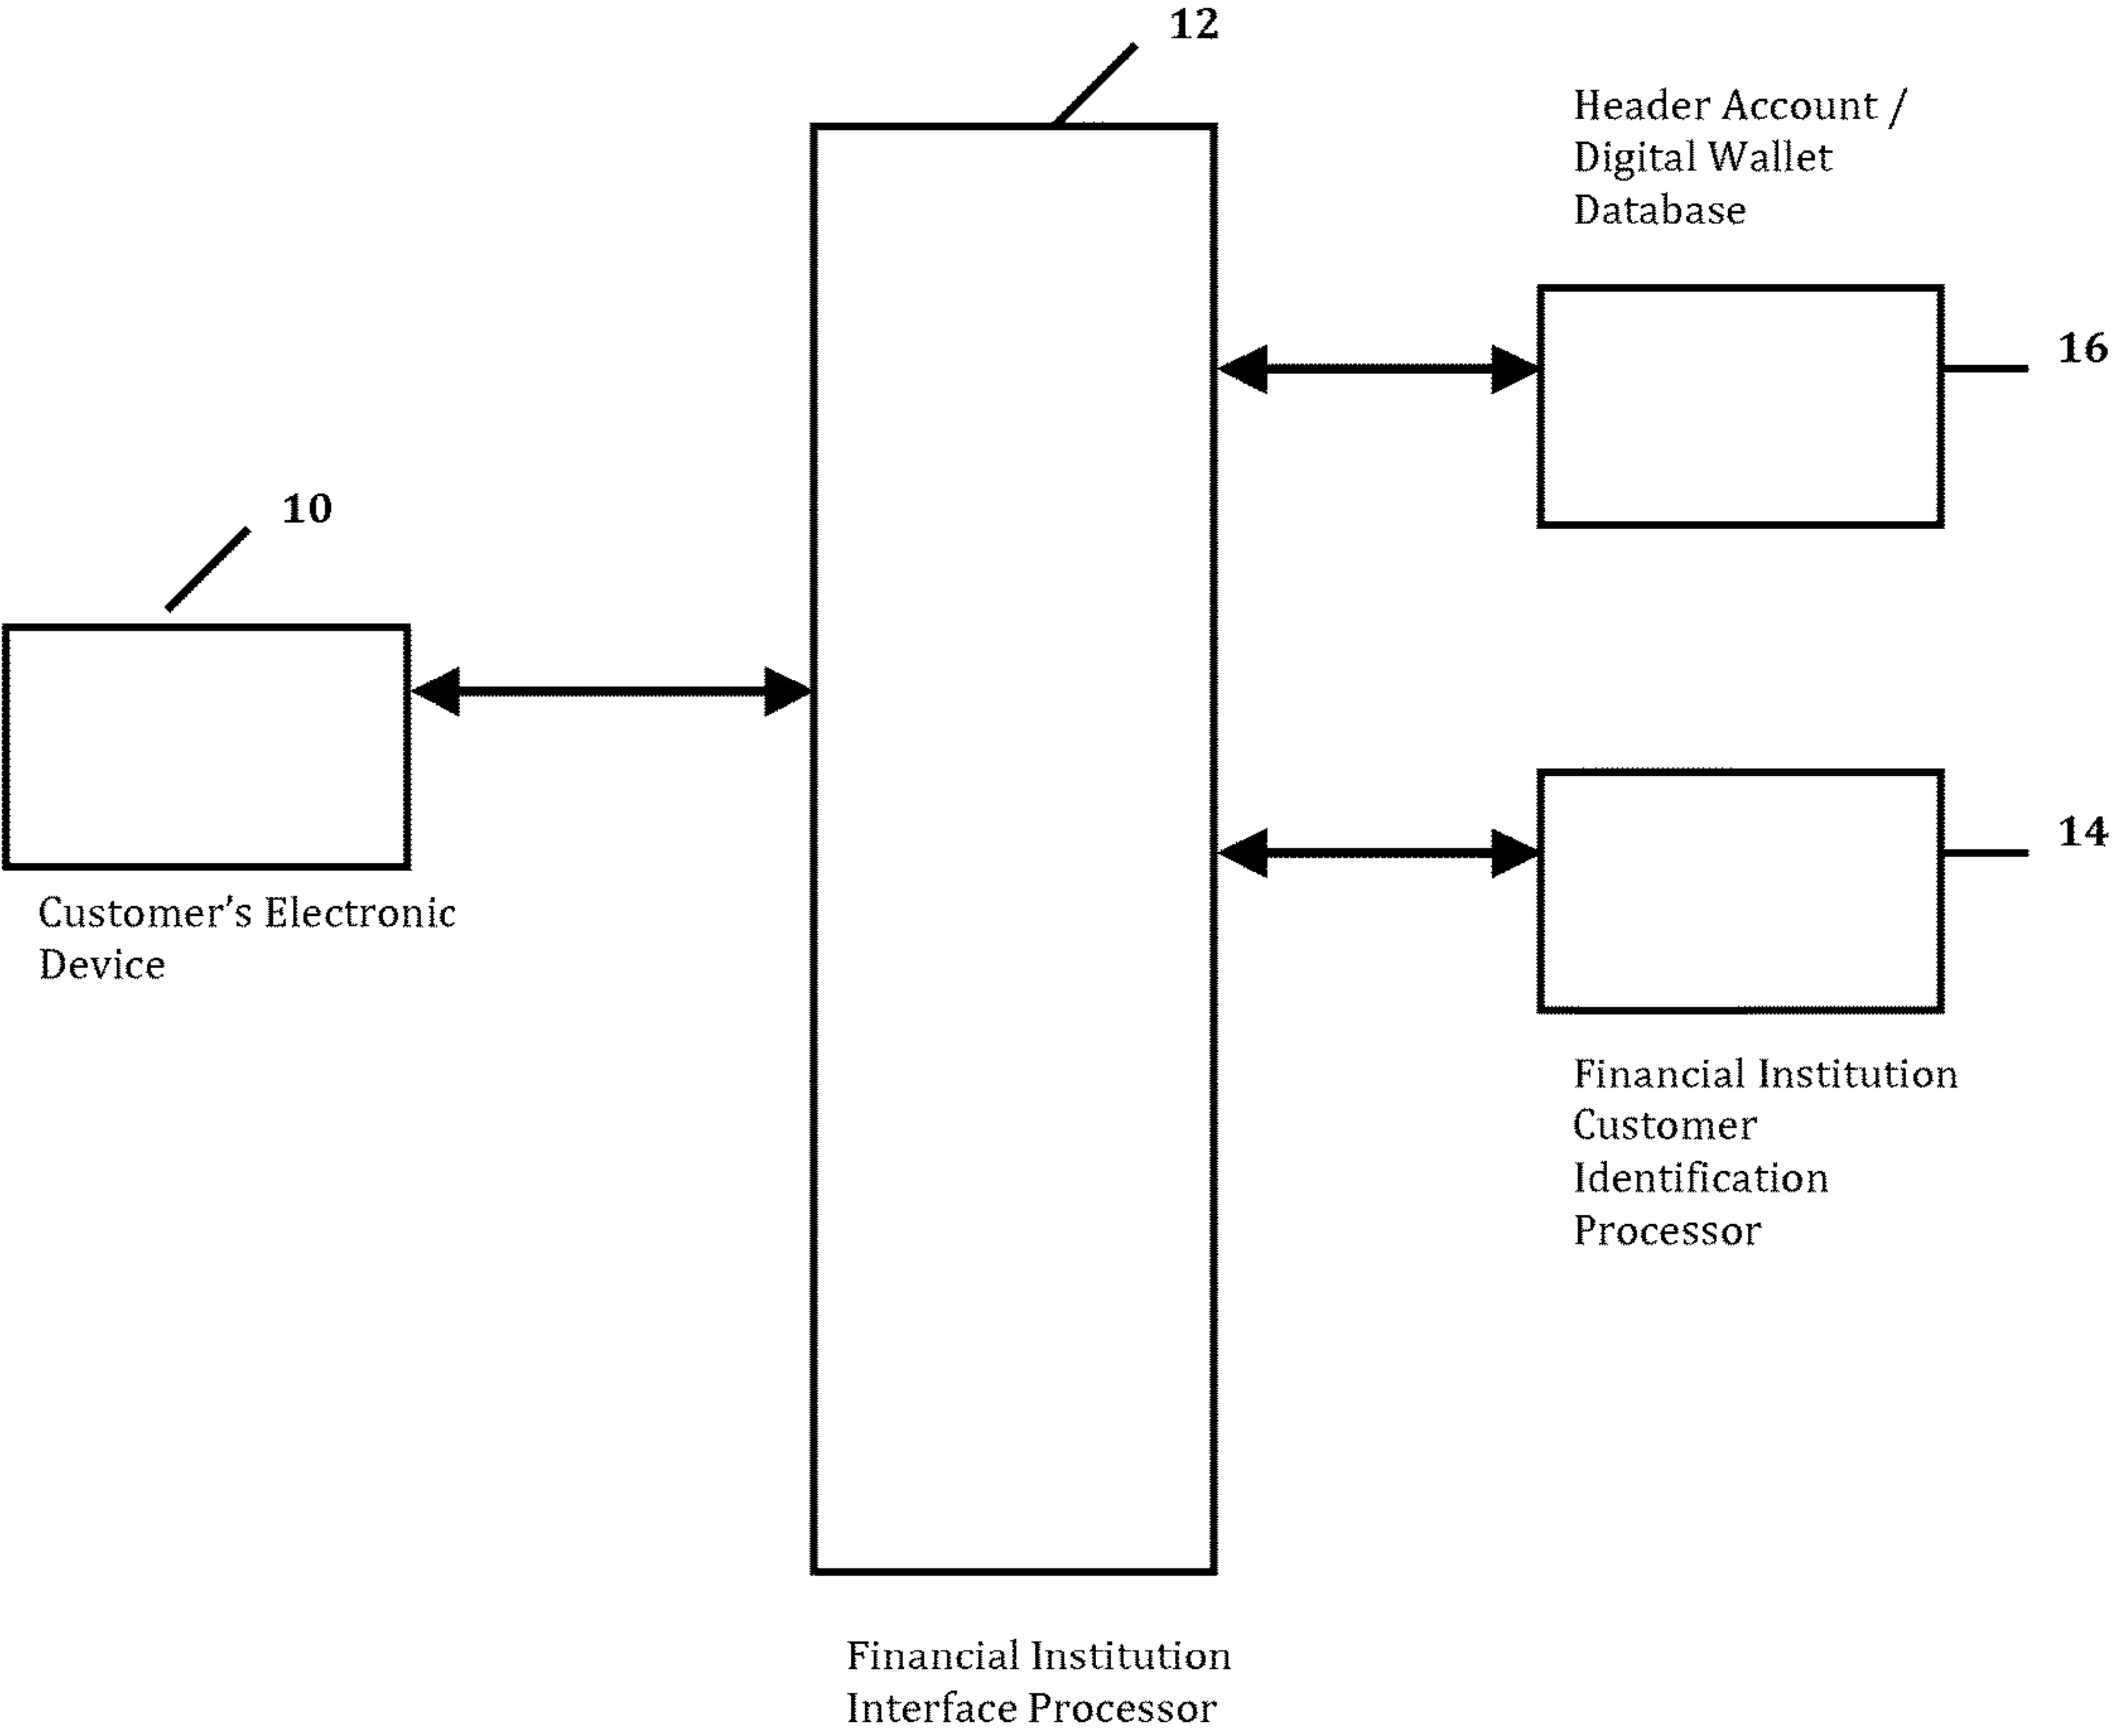 12
Header Account /
Digital Wallet
Database
16
10
Customer's Electronic
Device
14
Financial Institution
Customer
Identification
Processor
Financial Institution
Interface Processor